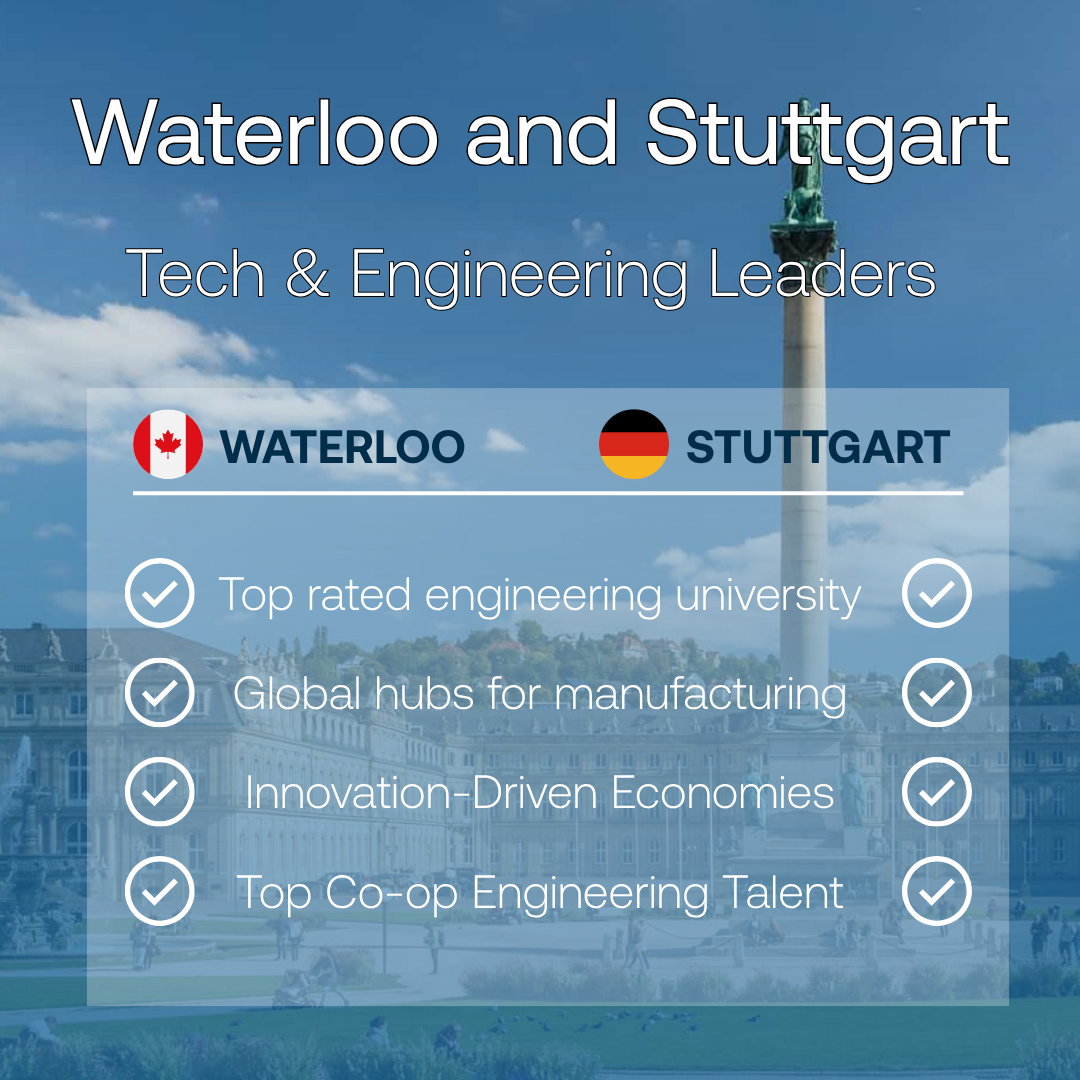 Waterloo and Stuttgart
Tech & Engineering Leaders
WATERLOO
STUTTGART
Top rated engineering university
Global hubs for manufacturing
Innovation-Driven Economies
Top Co-op Engineering Talent